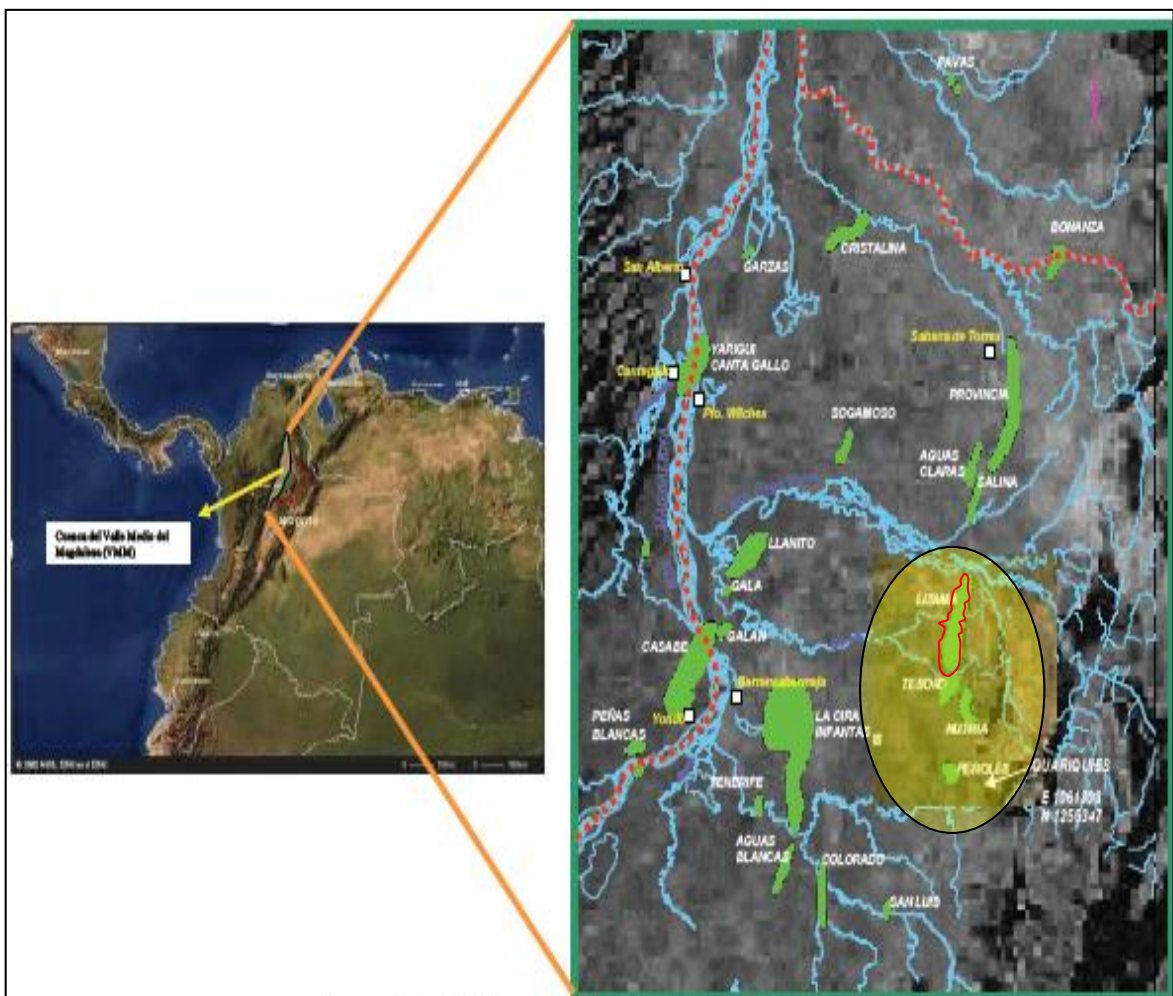 Cuenca del Valle Medio del
Magdalena (VMM)
BOGOTA
PAVAS
BONANZA
CRISTALINA
GARZAS
San Alberto
YARIGUI
CANTA GALLO
Cantagallo
Pto. Wilches
Sabana de Torres
PROVINCIA
SOGAMOSO
AGUAS
CLARAS
SALINA
LLANITO
GALA
LISAMA
CASABE
GALAN
TESORO
Barrancabermeja
PEÑAS
BLANCAS
Yondó
LA CIRA
INFANTAS
NUTRIA
PEROLES
QUARIQUIES
TENERIFE
N 1255347
AGUAS
BLANCAS
COLORADO
SAN LUIS